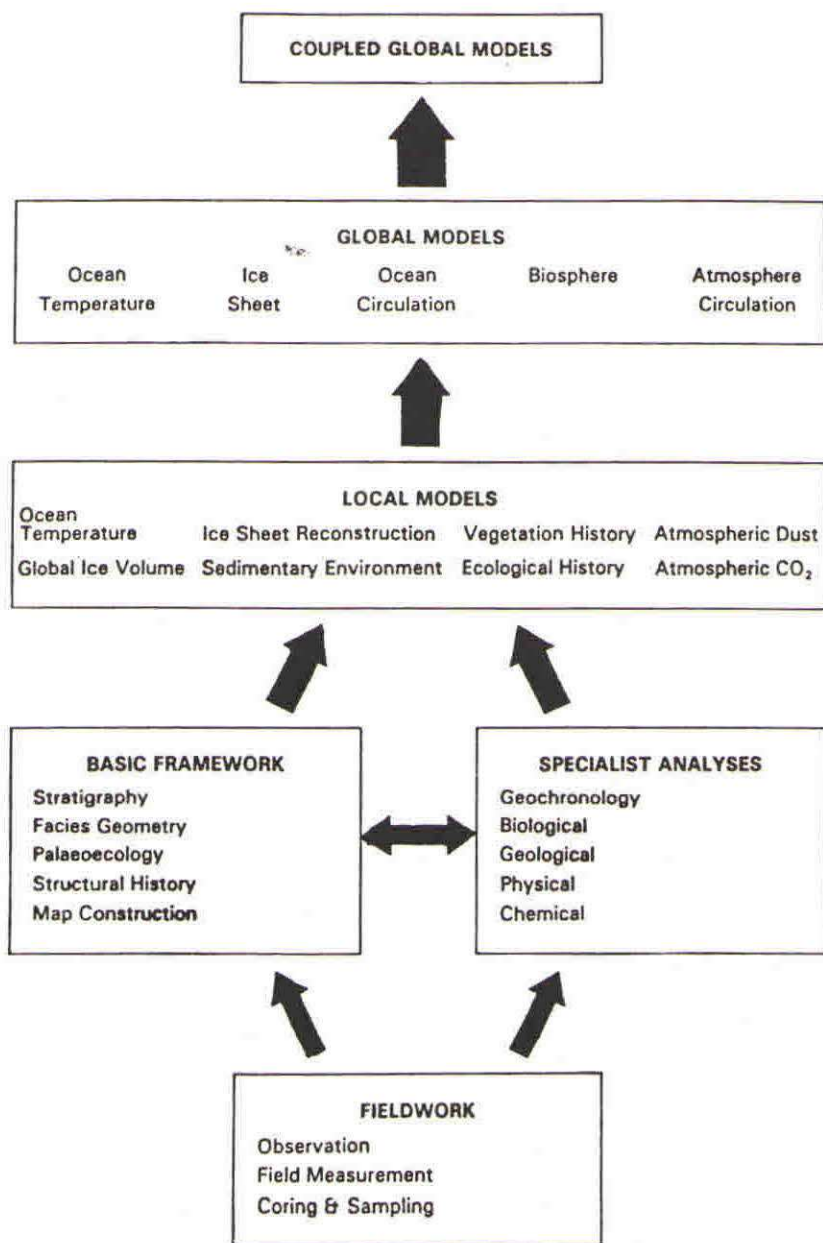 COUPLED GLOBAL MODELS
GLOBAL MODELS
Ocean Temperature
Ice Sheet
Ocean Circulation
Biosphere
Atmosphere Circulation
LOCAL MODELS
Ocean Temperature
Ice Sheet Reconstruction
Vegetation History
Atmospheric Dust
Global Ice Volume
Sedimentary Environment
Ecological History
Atmospheric CO₂
BASIC FRAMEWORK
Stratigraphy
Facies Geometry
Palaeoecology
Structural History
Map Construction
SPECIALIST ANALYSES
Geochronology
Biological
Geological
Physical
Chemical
FIELDWORK
Observation
Field Measurement
Coring & Sampling